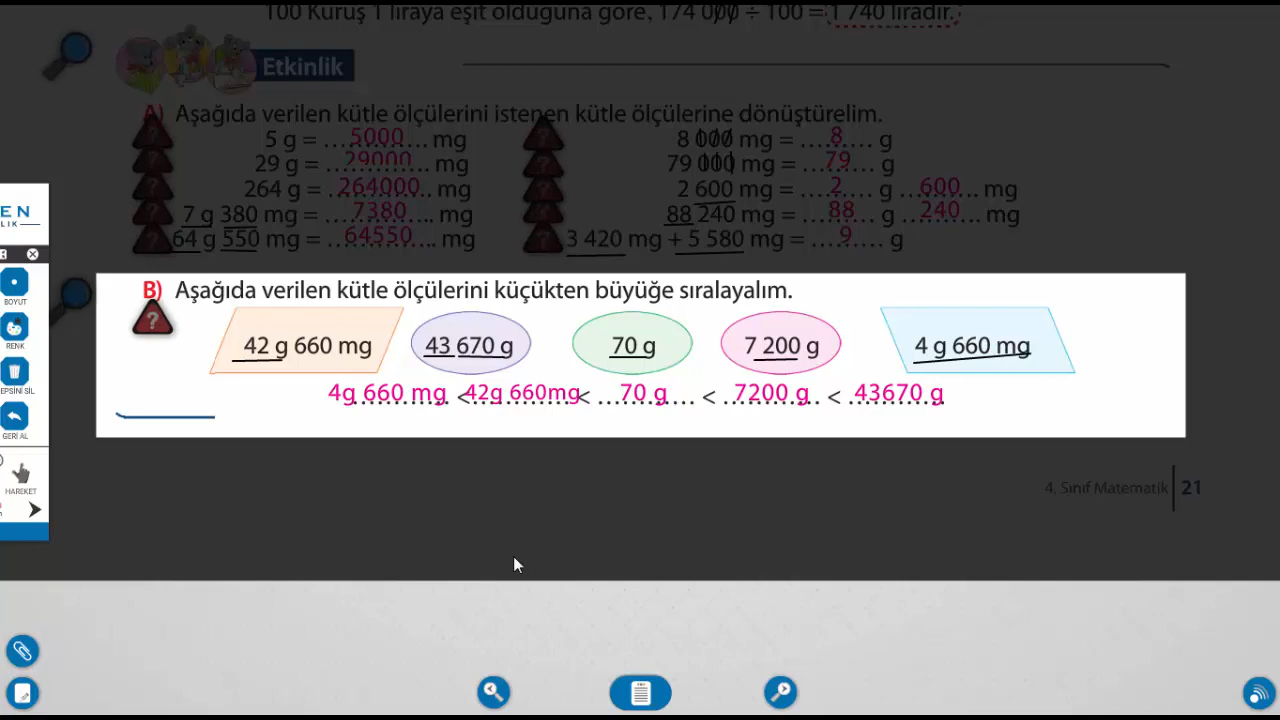 100 Kuruş 1 liraya eşit olduğuna göre, 174 000 ÷ 100 = 1 740 liradır.
Etkinlik
A) Aşağıda verilen kütle ölçülerini istenen kütle ölçülerine dönüştürelim.
? 5 g = 5000 mg ? 8 000 mg = 8 g
? 29 g = 29000 mg ? 79 000 mg = 79 g
? 264 g = 264000 mg ? 2 600 mg = 2 g 600 mg
? 7 g 380 mg = 7380 mg ? 88 240 mg = 88 g 240 mg
? 64 g 550 mg = 64550 mg ? 3 420 mg + 5 580 mg = 9 g
B) Aşağıda verilen kütle ölçülerini küçükten büyüğe sıralayalım.
? 42 g 660 mg 43 670 g 70 g 7 200 g 4 g 660 mg
4g 660 mg < 42g 660mg < 70 g < 7200 g < 43670 g
4. Sınıf Matematik 21
EN
LIK
BOYUT
RENK
EPSİNİ SİL
GERİ AL
HAREKET